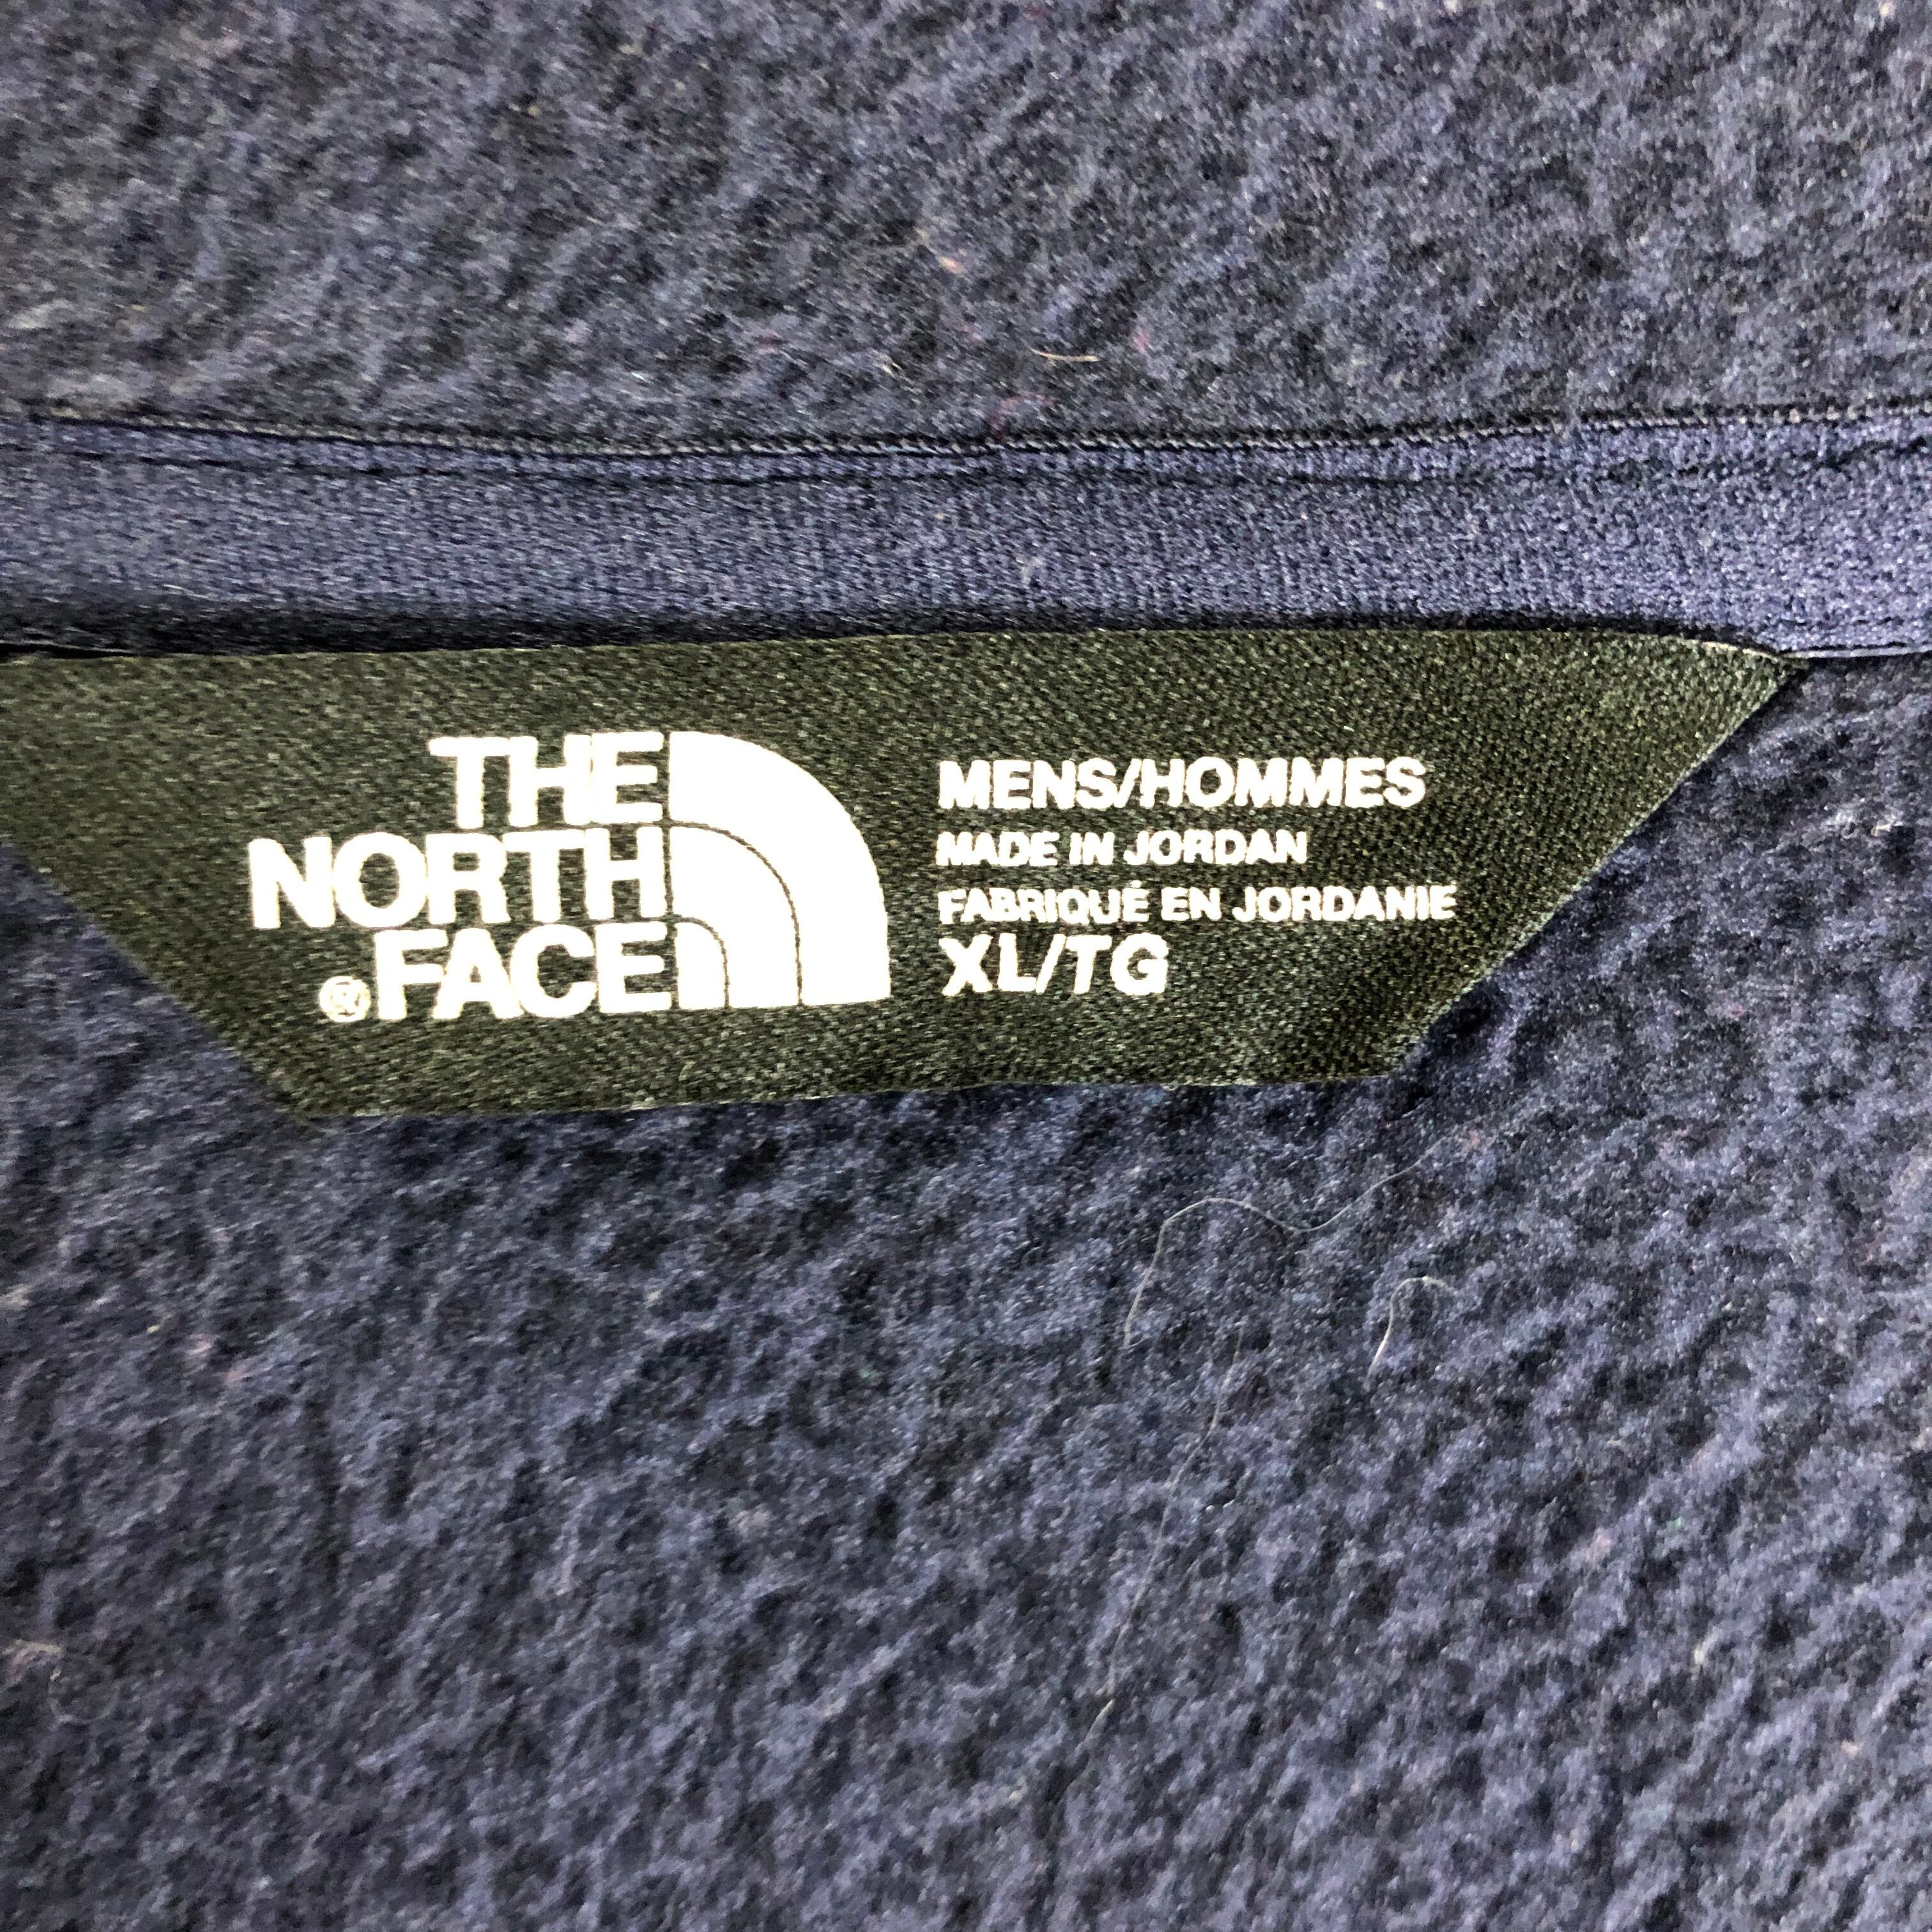 THE
NORTH
®FACE
MENS/HOMMES
MADE IN JORDAN
FABRIQUÉ EN JORDANIE
XL/TG